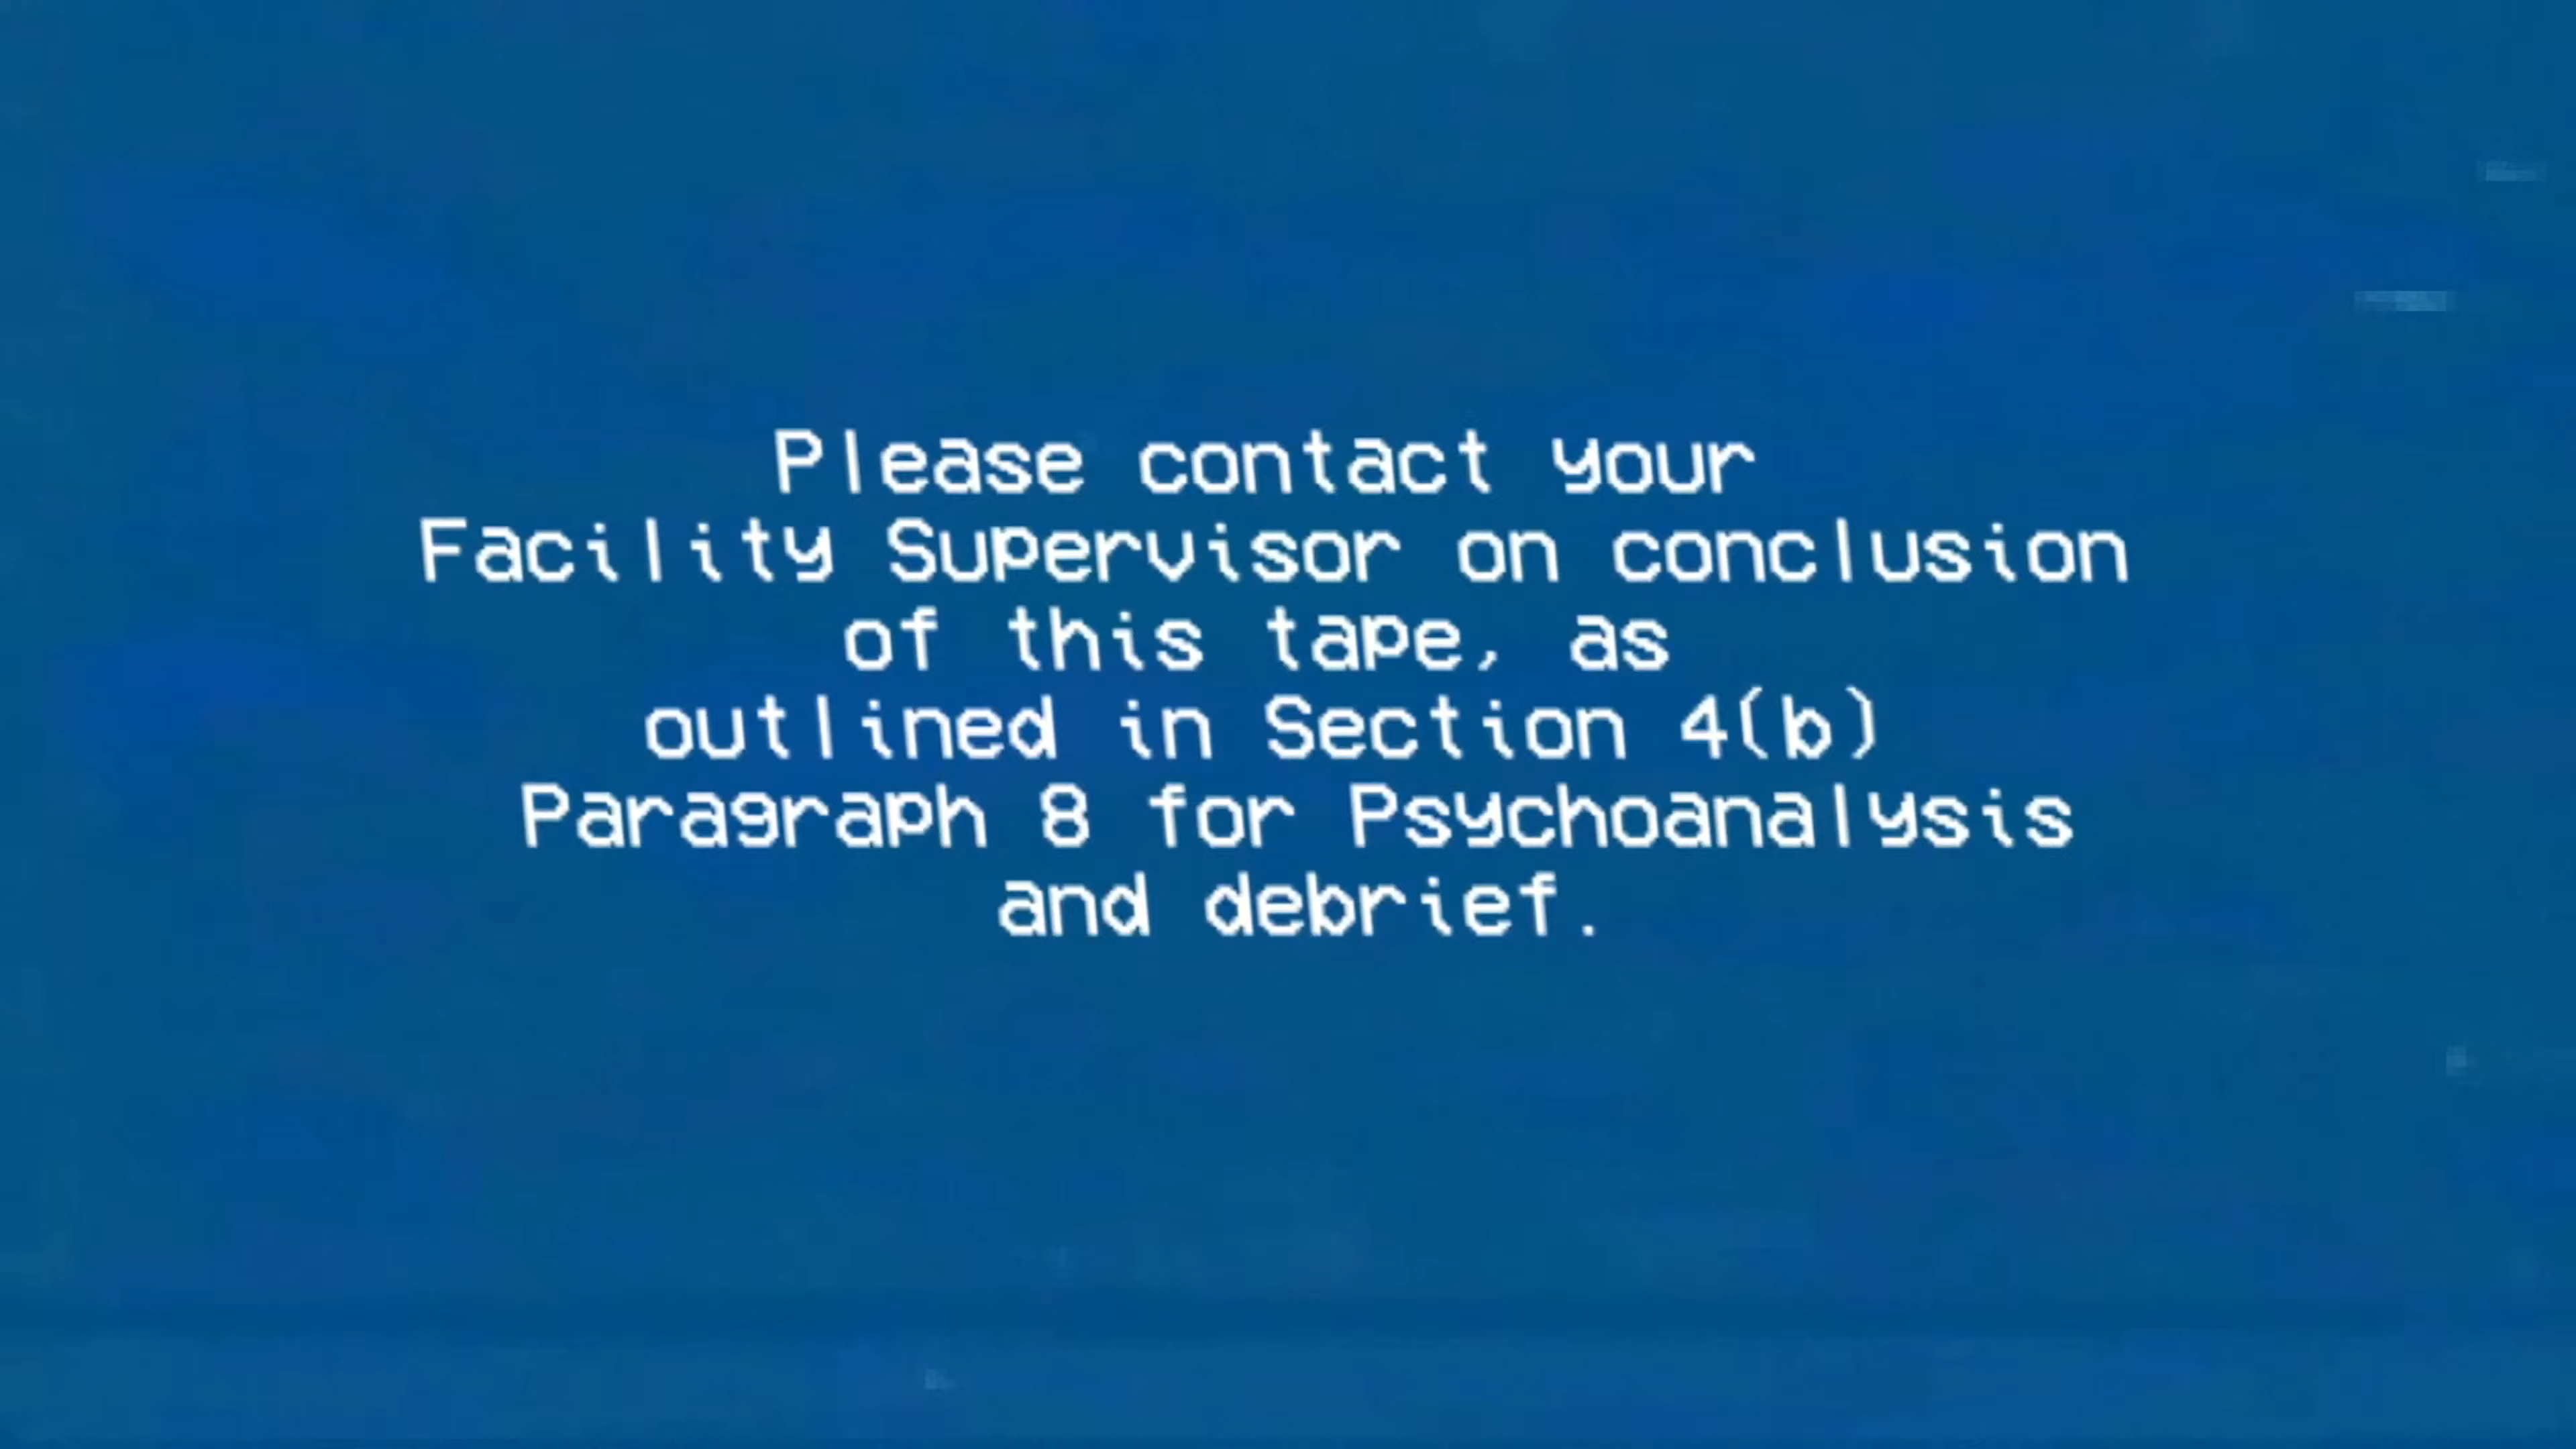 Please contact your
Facility Supervisor on conclusion
of this tape, as
outlined in Section 4(b)
Paragraph 8 for Psychoanalysis
and debrief.